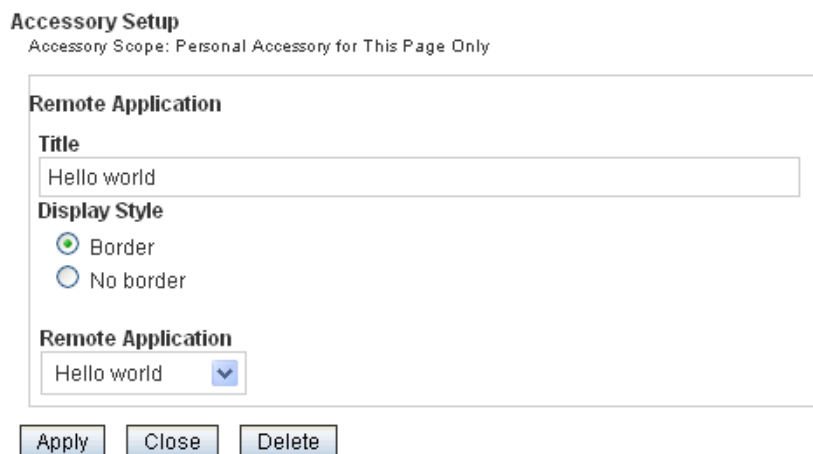 Accessory Setup
Accessory Scope: Personal Accessory for This Page Only
Remote Application
Title
Hello world
Display Style
Border
No border
Remote Application
Hello world
Apply Close Delete